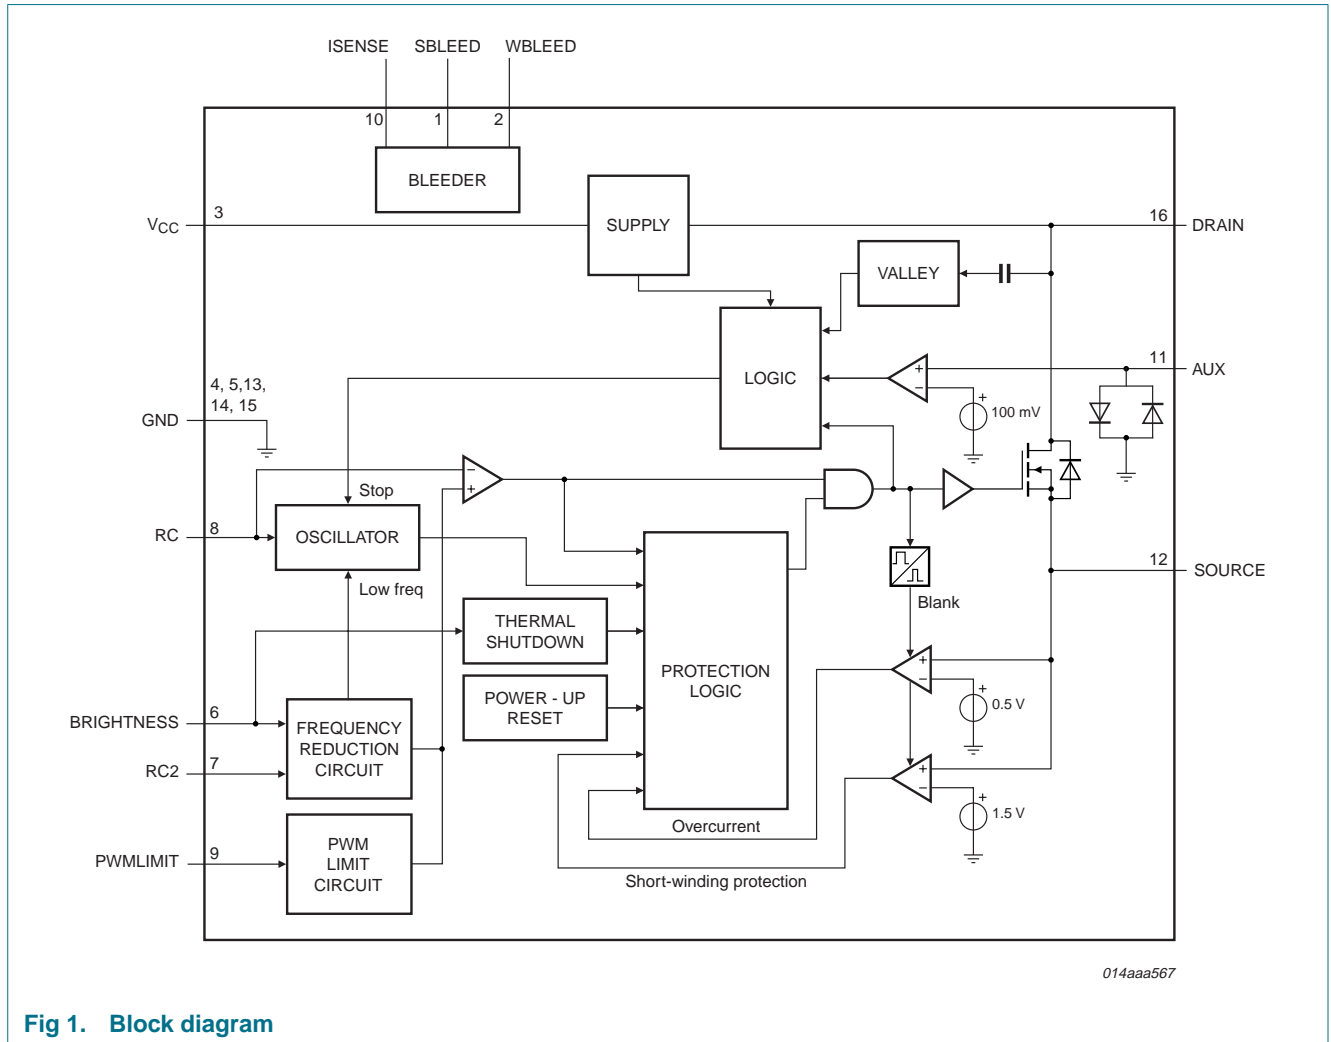 ISENSE SBLEED WBLEED
10 1 2
BLEEDER
VCC 3
SUPPLY
16 DRAIN
VALLEY
11 AUX
+
−
+
100 mV
LOGIC
4, 5,13,
14, 15
GND
−
+
Stop
RC 8
OSCILLATOR
Low freq
12 SOURCE
Blank
THERMAL
SHUTDOWN
PROTECTION
LOGIC
POWER - UP
RESET
+
−
+
0.5 V
BRIGHTNESS 6
RC2 7
FREQUENCY
REDUCTION
CIRCUIT
+
−
+
1.5 V
Overcurrent
PWMLIMIT 9
PWM
LIMIT
CIRCUIT
Short-winding protection
014aaa567
Fig 1. Block diagram